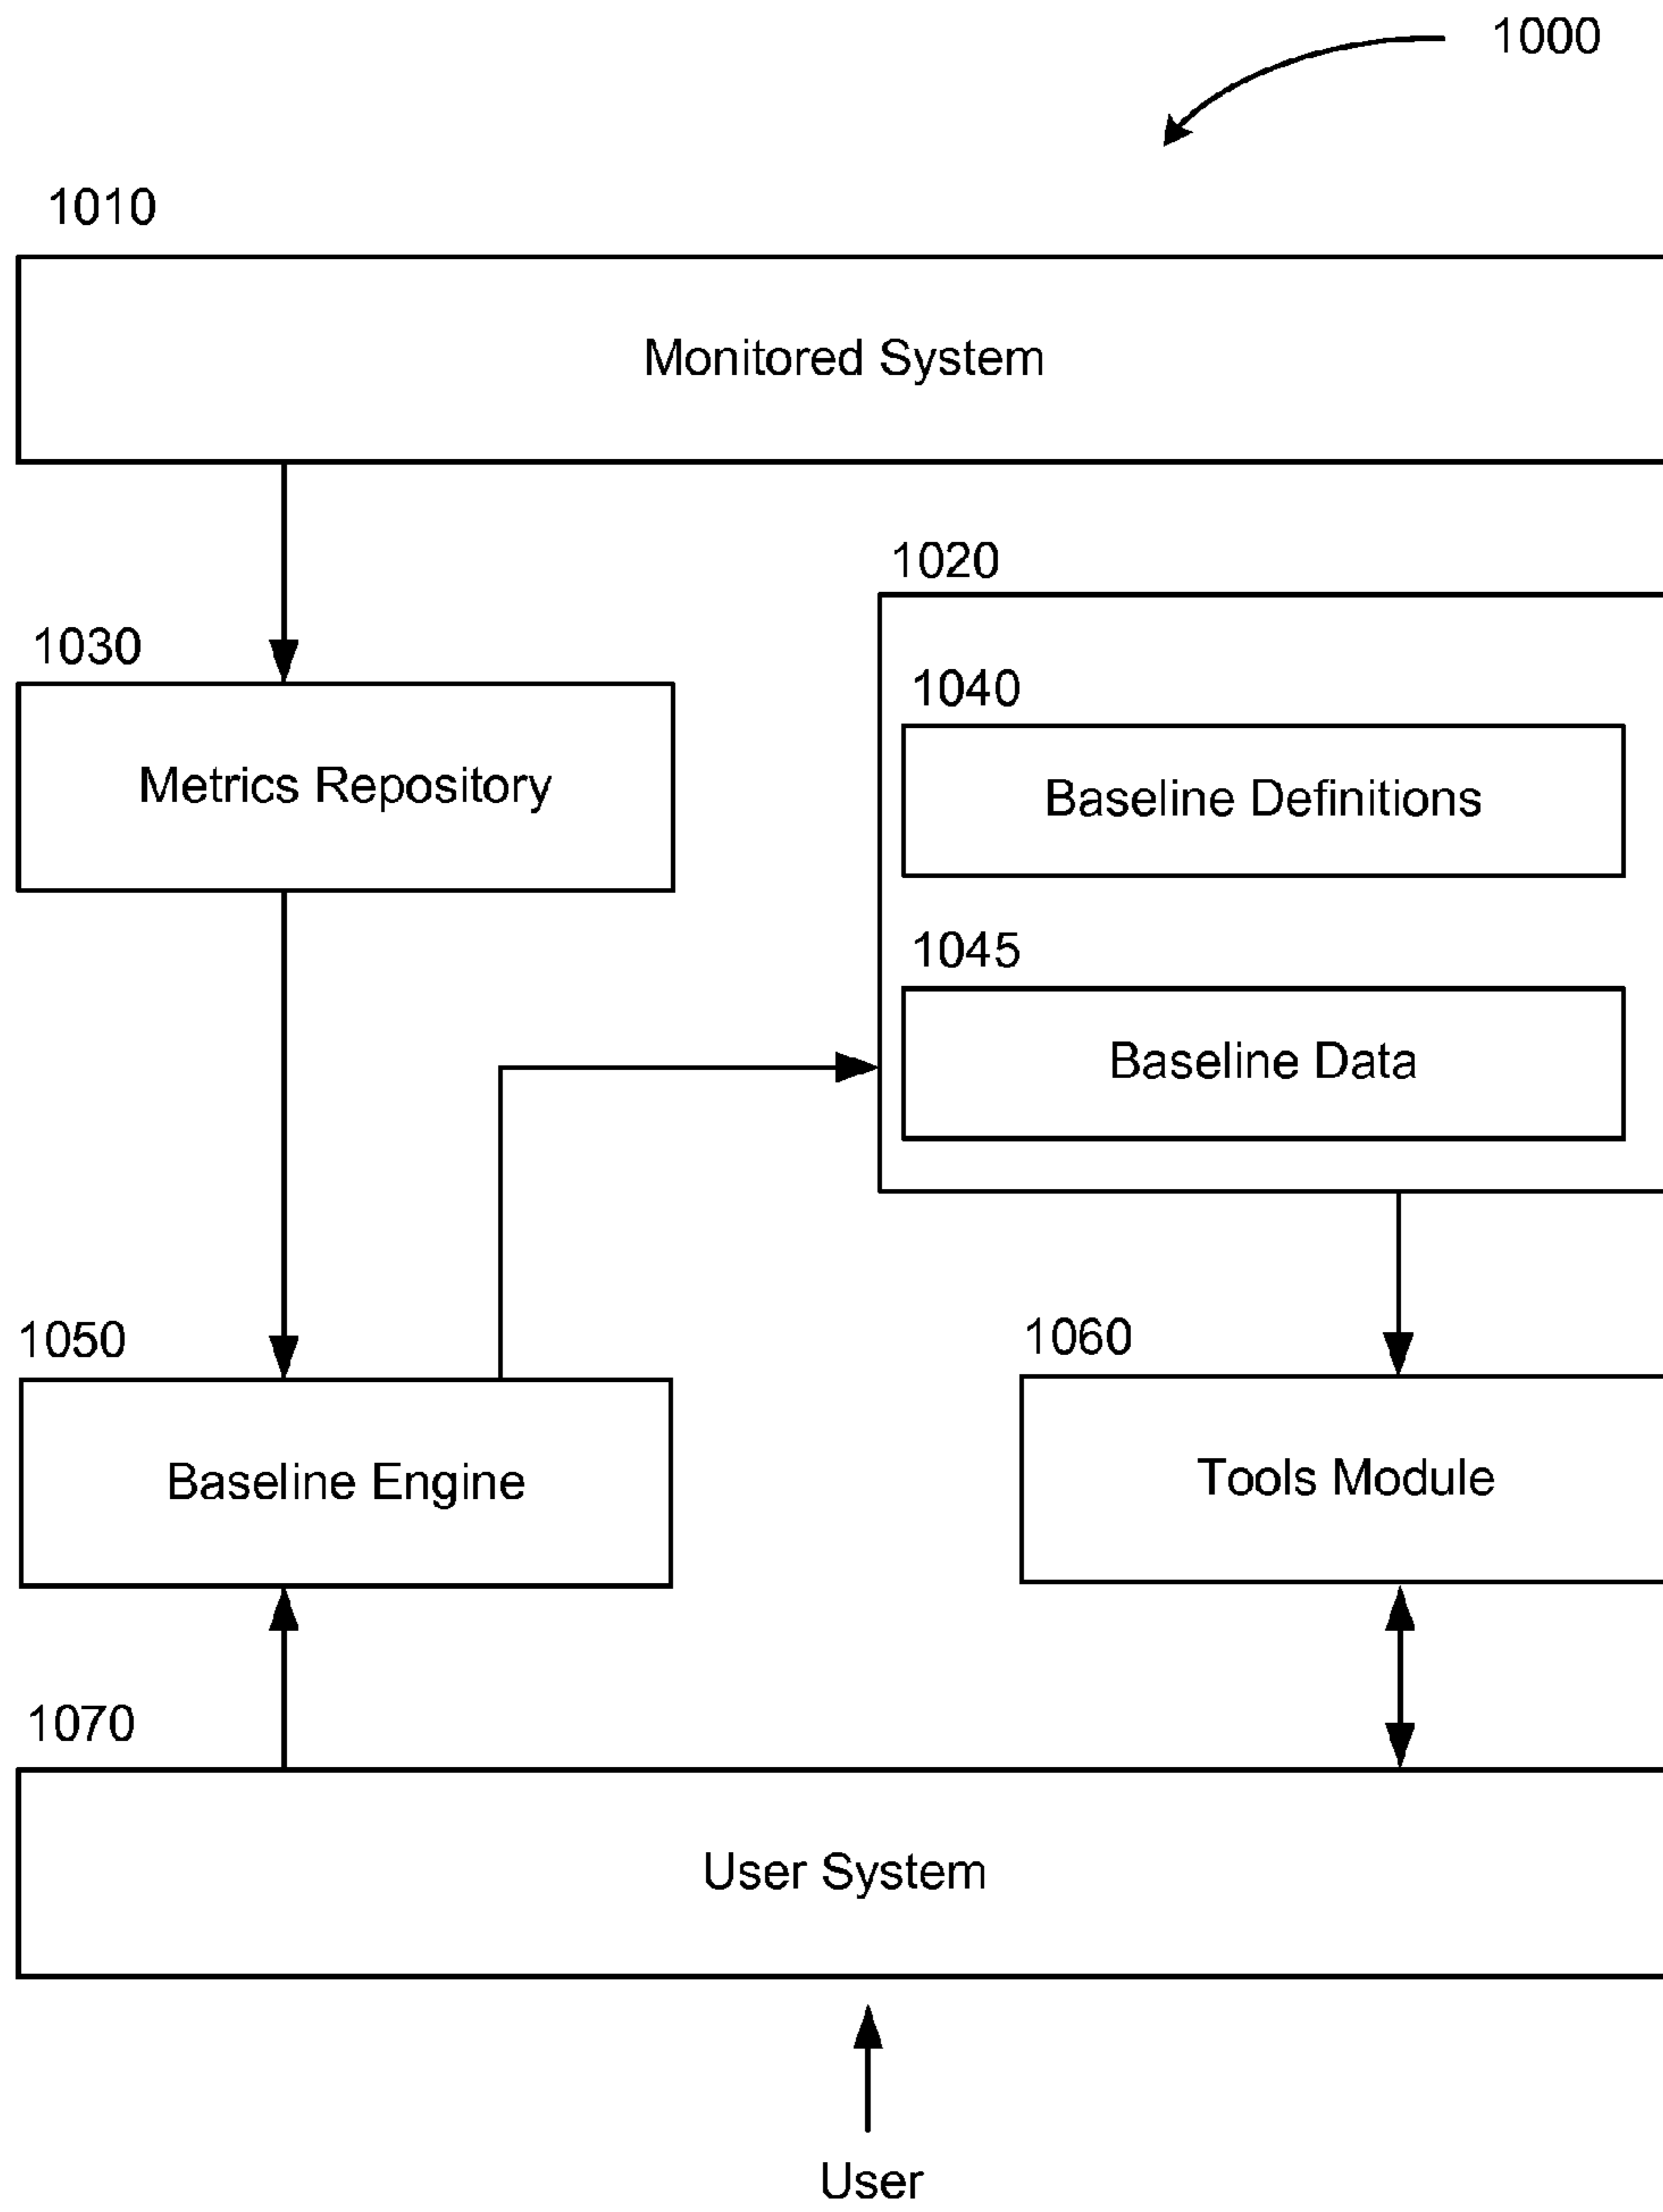 1000
1010
Monitored System
1020
1030
1040
Metrics Repository
Baseline Definitions
1045
Baseline Data
1050
1060
Baseline Engine
Tools Module
1070
User System
User